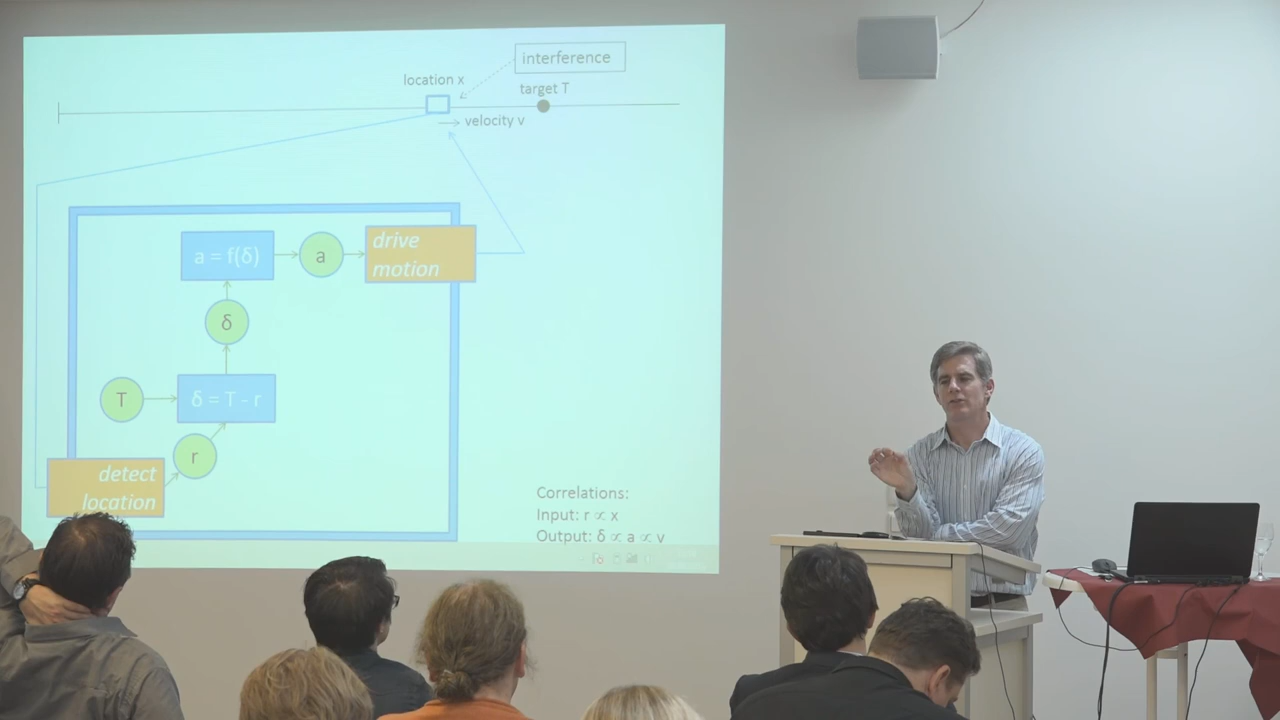 interference
location x
target T
velocity v
a = f(δ)
a
drive
motion
δ
T
δ = T - r
r
detect
location
Correlations:
Input: r ∝ x
Output: δ ∝ a ∝ v